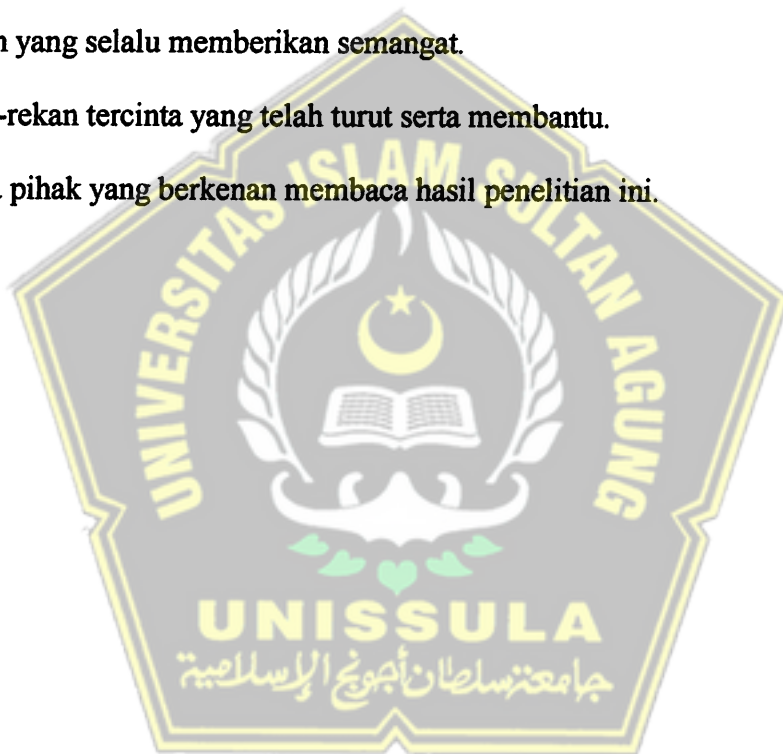 yang selalu memberikan semangat.
-rekan tercinta yang telah turut serta membantu.
pihak yang berkenan membaca hasil penelitian ini.
UNIVERSITAS ISLAM SULTAN AGUNG
UNISSULA
جامعة سلطان أجونج الإسلامية